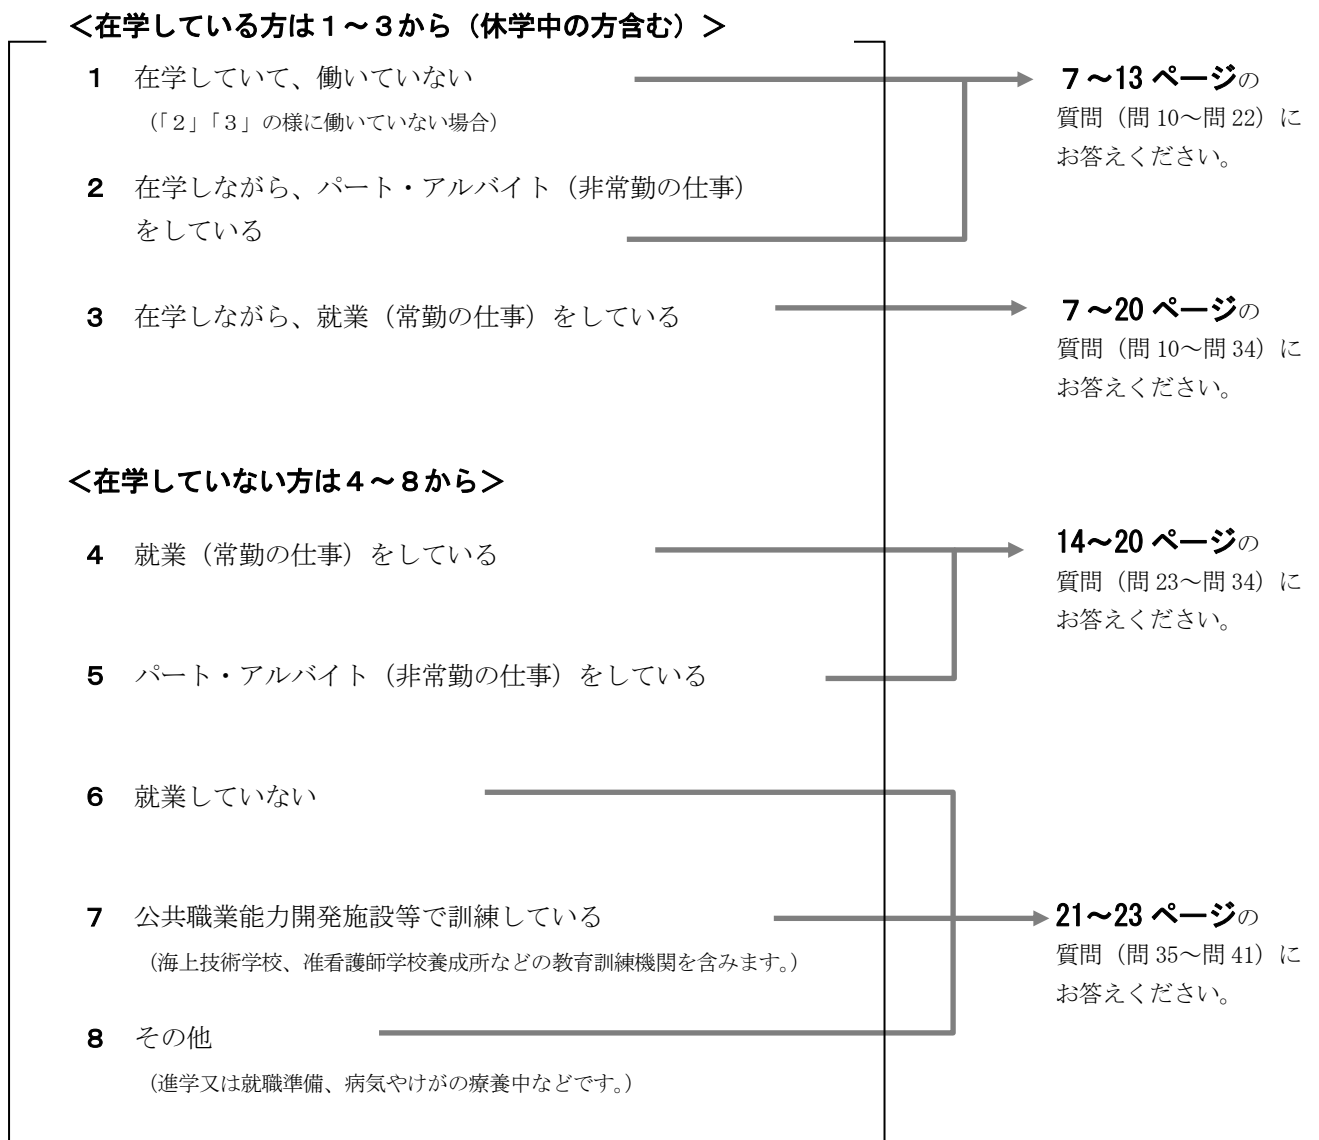 ＜在学している方は１～３から（休学中の方含む）＞
１ 在学していて、働いていない
（「２」「３」の様に働いていない場合）
７～13 ページの
質問（問 10～問 22）に
お答えください。
２ 在学しながら、パート・アルバイト（非常勤の仕事）
をしている
３ 在学しながら、就業（常勤の仕事）をしている
７～20 ページの
質問（問 10～問 34）に
お答えください。
＜在学していない方は４～８から＞
４ 就業（常勤の仕事）をしている
14～20 ページの
質問（問 23～問 34）に
お答えください。
５ パート・アルバイト（非常勤の仕事）をしている
６ 就業していない
７ 公共職業能力開発施設等で訓練している
（海上技術学校、准看護師学校養成所などの教育訓練機関を含みます。）
21～23 ページの
質問（問 35～問 41）に
お答えください。
８ その他
（進学又は就職準備、病気やけがの療養中などです。）